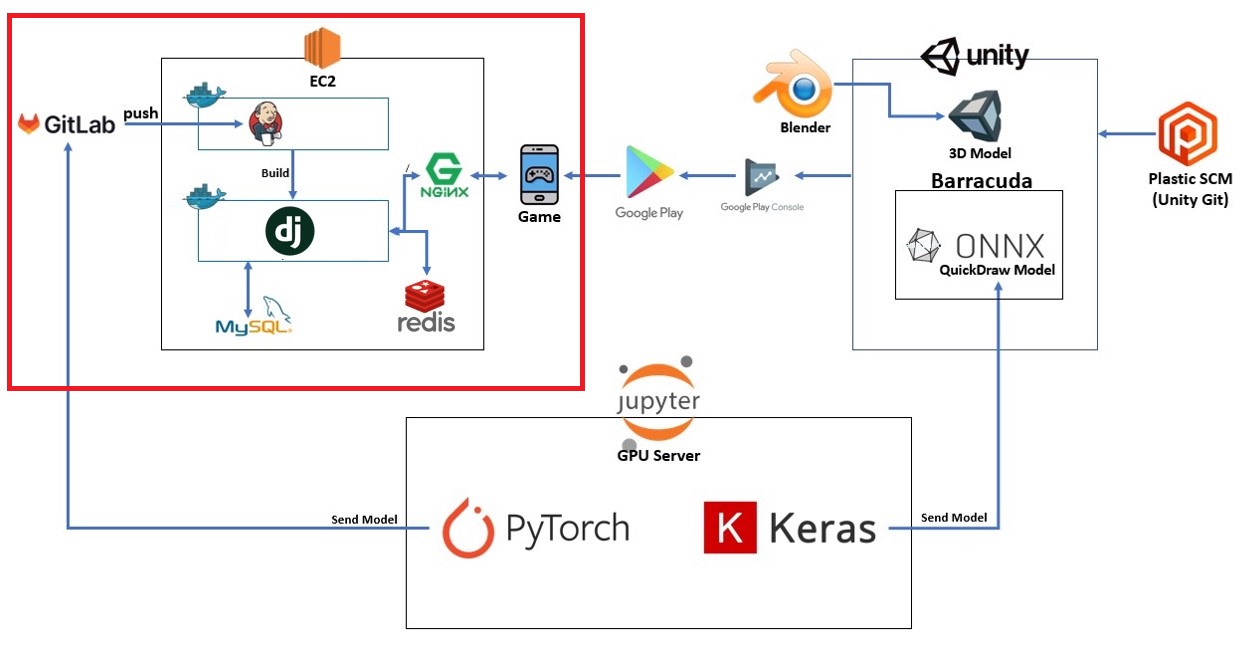 EC2
GitLab
push
Build
dj
MySQL
/
NGINX
redis
Game
Google Play
Google Play Console
Blender
unity
3D Model
Barracuda
ONNX
QuickDraw Model
Plastic SCM
(Unity Git)
jupyter
GPU Server
Send Model
PyTorch
K Keras
Send Model